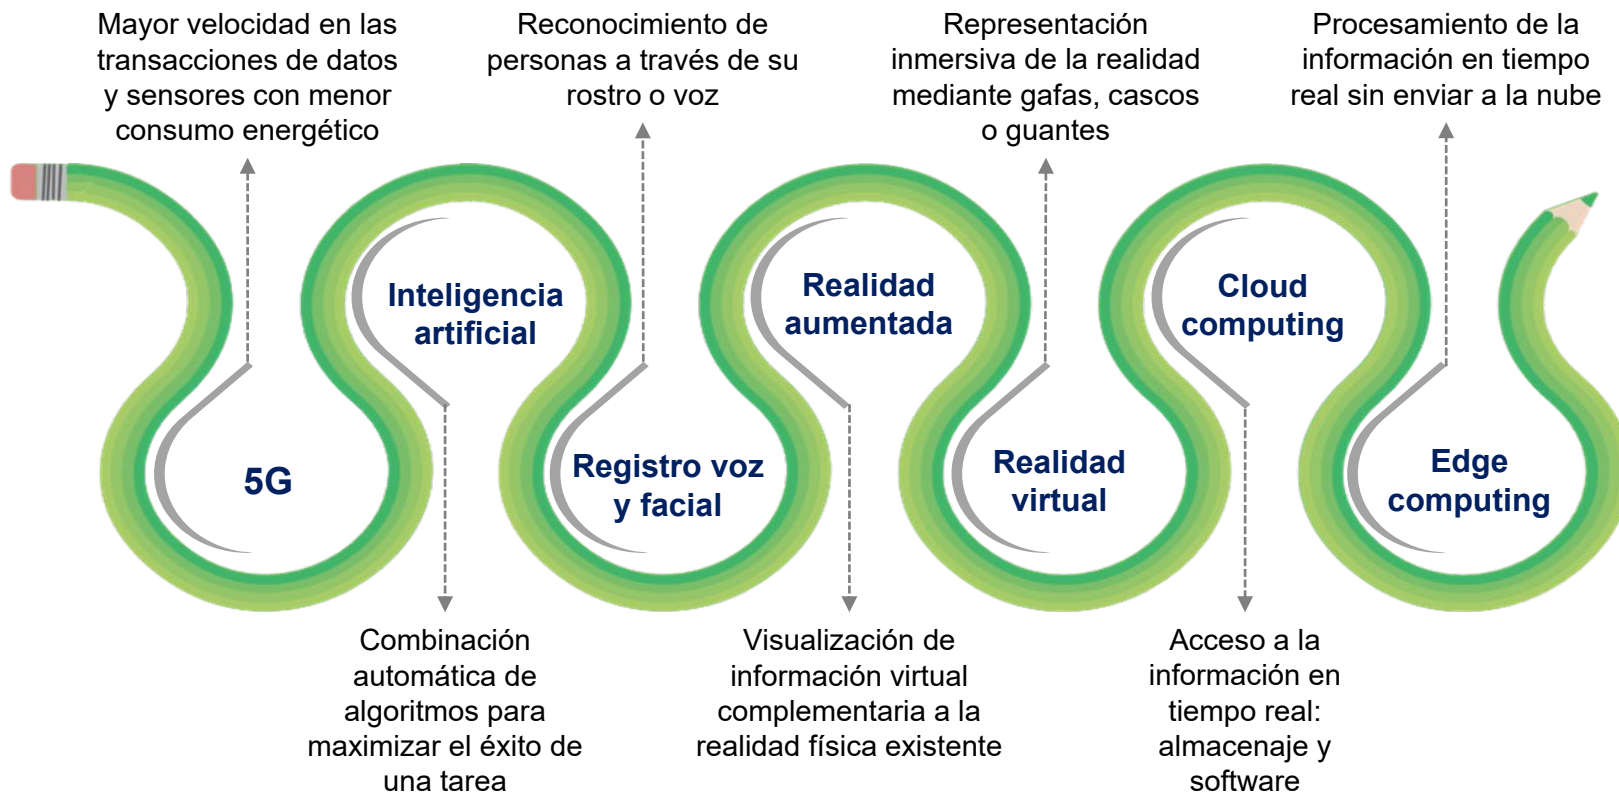 Mayor velocidad en las
transacciones de datos
y sensores con menor
consumo energético
Reconocimiento de
personas a través de su
rostro o voz
Representación
inmersiva de la realidad
mediante gafas, cascos
o guantes
Procesamiento de la
información en tiempo
real sin enviar a la nube
Inteligencia
artificial
Realidad
aumentada
Cloud
computing
5G
Registro voz
y facial
Realidad
virtual
Edge
computing
Combinación
automática de
algoritmos para
maximizar el éxito de
una tarea
Visualización de
información virtual
complementaria a la
realidad física existente
Acceso a la
información en
tiempo real:
almacenaje y
software